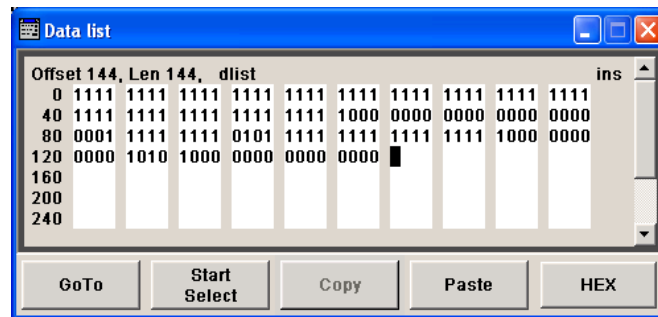 Data list
Offset 144, Len 144, dlist ins
0 1111 1111 1111 1111 1111 1111 1111 1111 1111 1111
40 1111 1111 1111 1111 1111 1000 0000 0000 0000 0000
80 0001 1111 1111 0101 1111 1111 1111 1111 1000 0000
120 0000 1010 1000 0000 0000 0000
160
200
240
GoTo Start Select Copy Paste HEX